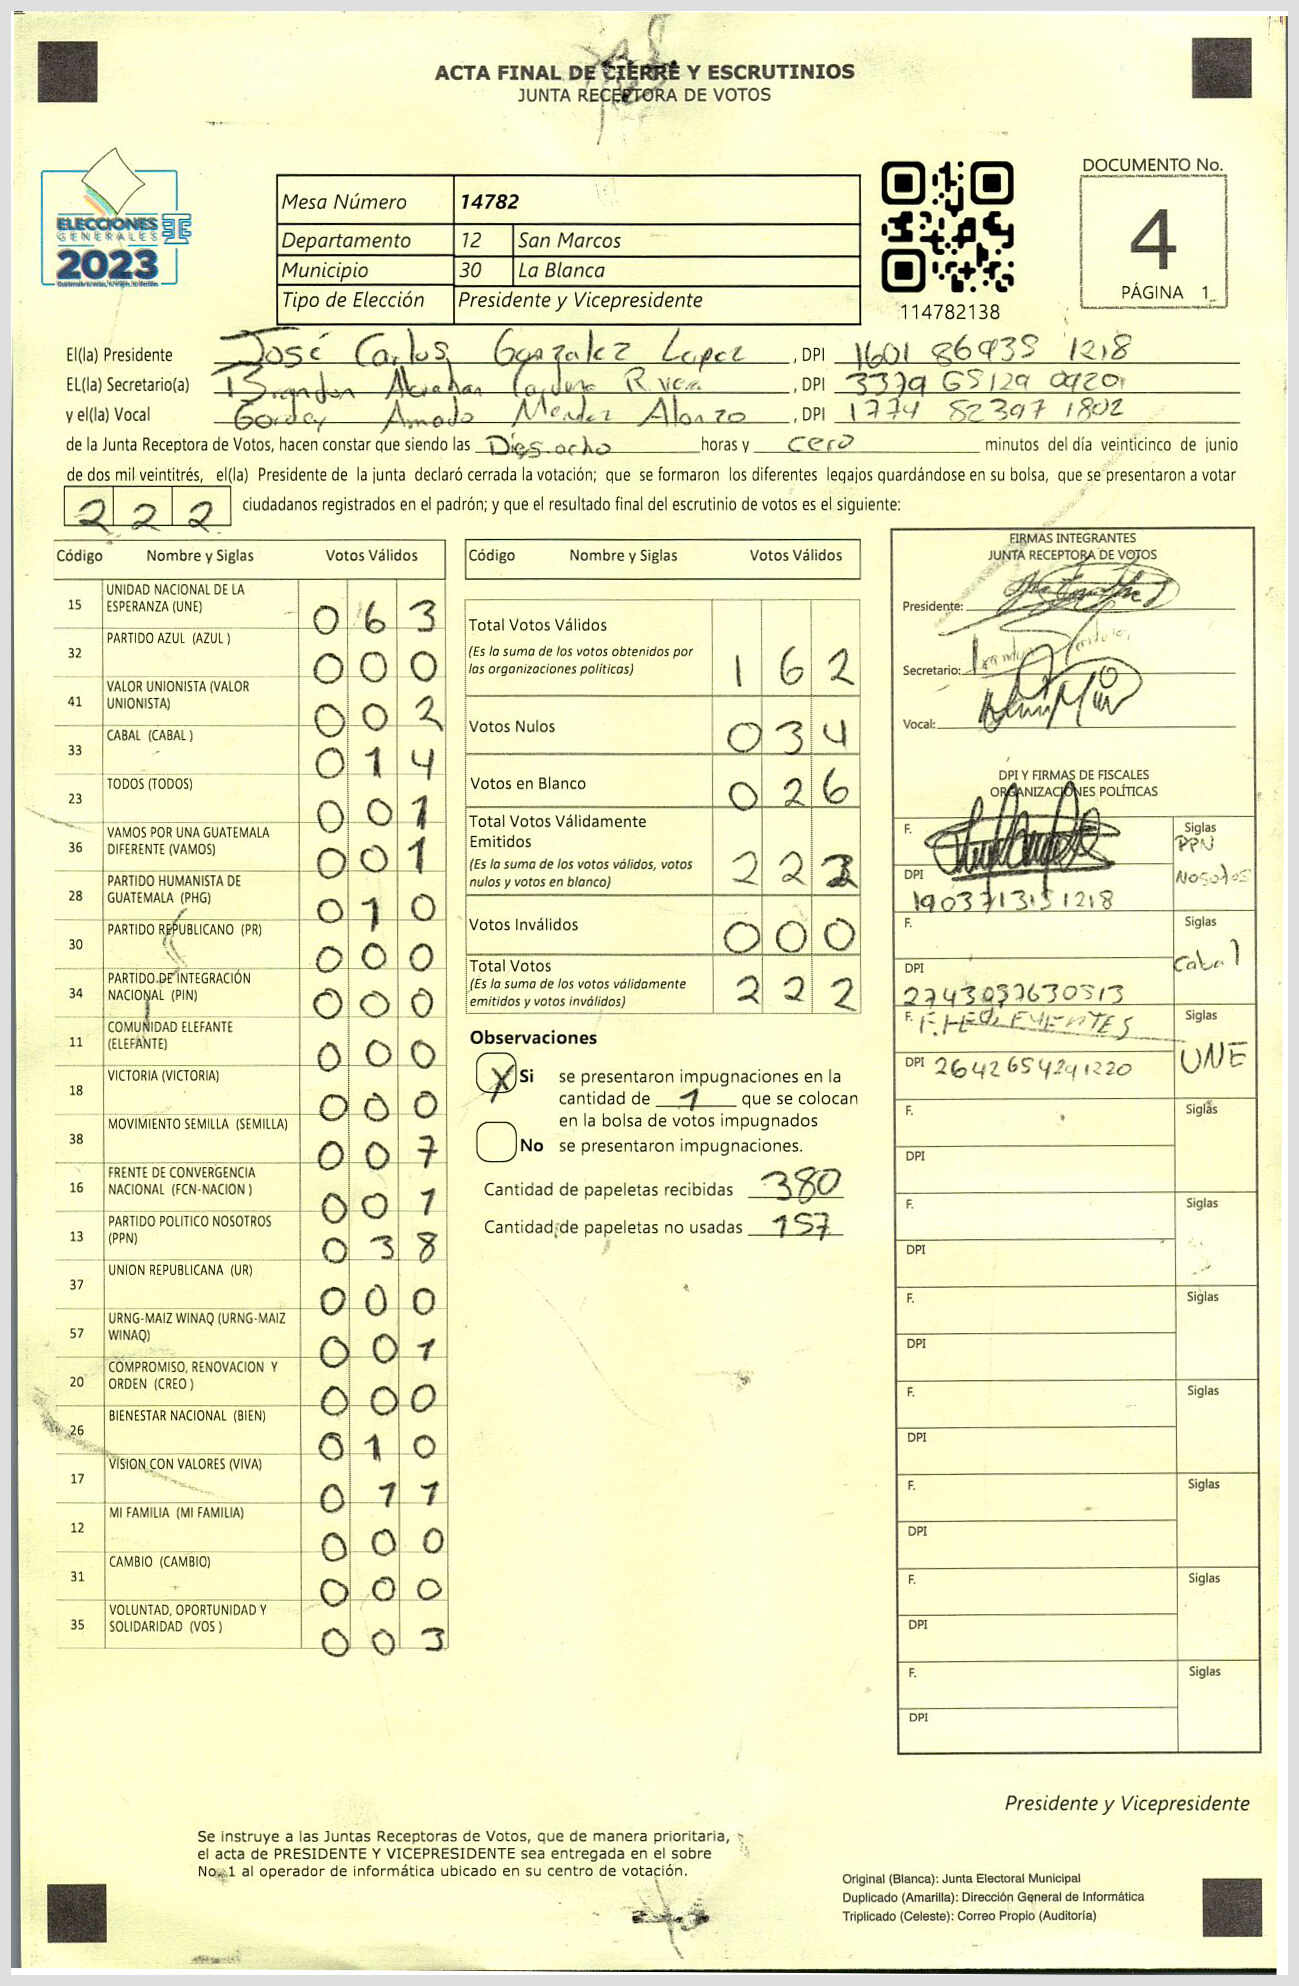 ACTA FINAL DE CIERRE Y ESCRUTINIOS
JUNTA RECEPTORA DE VOTOS
ELECCIONES
GENERALES
2023
Mesa Número 14782
Departamento 12 San Marcos
Municipio 30 La Blanca
Tipo de Elección Presidente y Vicepresidente
114782138
DOCUMENTO No.
4
PÁGINA 1
El(la) Presidente José Carlos González Lopez, DPI 1601 86935 1218
EL(la) Secretario(a) Brandon Abrahan Cardona Rivera, DPI 3379 65129 0920
y el(la) Vocal Amado Mendez Alonzo, DPI 1774 82397 1802
de la Junta Receptora de Votos, hacen constar que siendo las Diesocho horas y cero minutos del día veinticinco de junio
de dos mil veintitrés, el(la) Presidente de la junta declaró cerrada la votación; que se formaron los diferentes legajos guardándose en su bolsa, que se presentaron a votar
222 ciudadanos registrados en el padrón; y que el resultado final del escrutinio de votos es el siguiente:
Código Nombre y Siglas Votos Válidos
15 UNIDAD NACIONAL DE LA ESPERANZA (UNE) 063
32 PARTIDO AZUL (AZUL ) 000
41 VALOR UNIONISTA (VALOR UNIONISTA) 002
33 CABAL (CABAL ) 014
23 TODOS (TODOS) 001
36 VAMOS POR UNA GUATEMALA DIFERENTE (VAMOS) 001
28 PARTIDO HUMANISTA DE GUATEMALA (PHG) 010
30 PARTIDO REPUBLICANO (PR) 000
34 PARTIDO DE INTEGRACIÓN NACIONAL (PIN) 000
11 COMUNIDAD ELEFANTE (ELEFANTE) 000
18 VICTORIA (VICTORIA) 000
38 MOVIMIENTO SEMILLA (SEMILLA) 007
16 FRENTE DE CONVERGENCIA NACIONAL (FCN-NACION ) 001
13 PARTIDO POLITICO NOSOTROS (PPN) 038
37 UNION REPUBLICANA (UR) 000
57 URNG-MAIZ WINAQ (URNG-MAIZ WINAQ) 001
20 COMPROMISO, RENOVACION Y ORDEN (CREO ) 000
26 BIENESTAR NACIONAL (BIEN) 010
17 VISION CON VALORES (VIVA) 011
12 MI FAMILIA (MI FAMILIA) 000
31 CAMBIO (CAMBIO) 000
35 VOLUNTAD, OPORTUNIDAD Y SOLIDARIDAD (VOS ) 003
Código Nombre y Siglas Votos Válidos
Total Votos Válidos 162
(Es la suma de los votos obtenidos por
las organizaciones políticas)
Votos Nulos 034
Votos en Blanco 026
Total Votos Válidamente
Emitidos 222
(Es la suma de los votos válidos, votos
nulos y votos en blanco)
Votos Inválidos 000
Total Votos 222
(Es la suma de los votos válidamente
emitidos y votos inválidos)
Observaciones
X Si se presentaron impugnaciones en la
cantidad de 1 que se colocan
en la bolsa de votos impugnados
No se presentaron impugnaciones.
Cantidad de papeletas recibidas 380
Cantidad de papeletas no usadas 157
FIRMAS INTEGRANTES
JUNTA RECEPTORA DE VOTOS
Presidente:
Secretario:
Vocal:
DPI Y FIRMAS DE FISCALES
ORGANIZACIONES POLÍTICAS
F. Siglas
PPN
Nosotros
DPI 1903713151218
F. Siglas
Cabal
DPI
2743037630513
F. FUENTES Siglas
UNE
DPI 2642654241220
F. Siglas
DPI
F. Siglas
DPI
F. Siglas
DPI
F. Siglas
DPI
F. Siglas
DPI
F. Siglas
DPI
F. Siglas
DPI
Presidente y Vicepresidente
Se instruye a las Juntas Receptoras de Votos, que de manera prioritaria,
el acta de PRESIDENTE Y VICEPRESIDENTE sea entregada en el sobre
No. 1 al operador de informática ubicado en su centro de votación.
Original (Blanca): Junta Electoral Municipal
Duplicado (Amarilla): Dirección General de Informática
Triplicado (Celeste): Correo Propio (Auditoría)